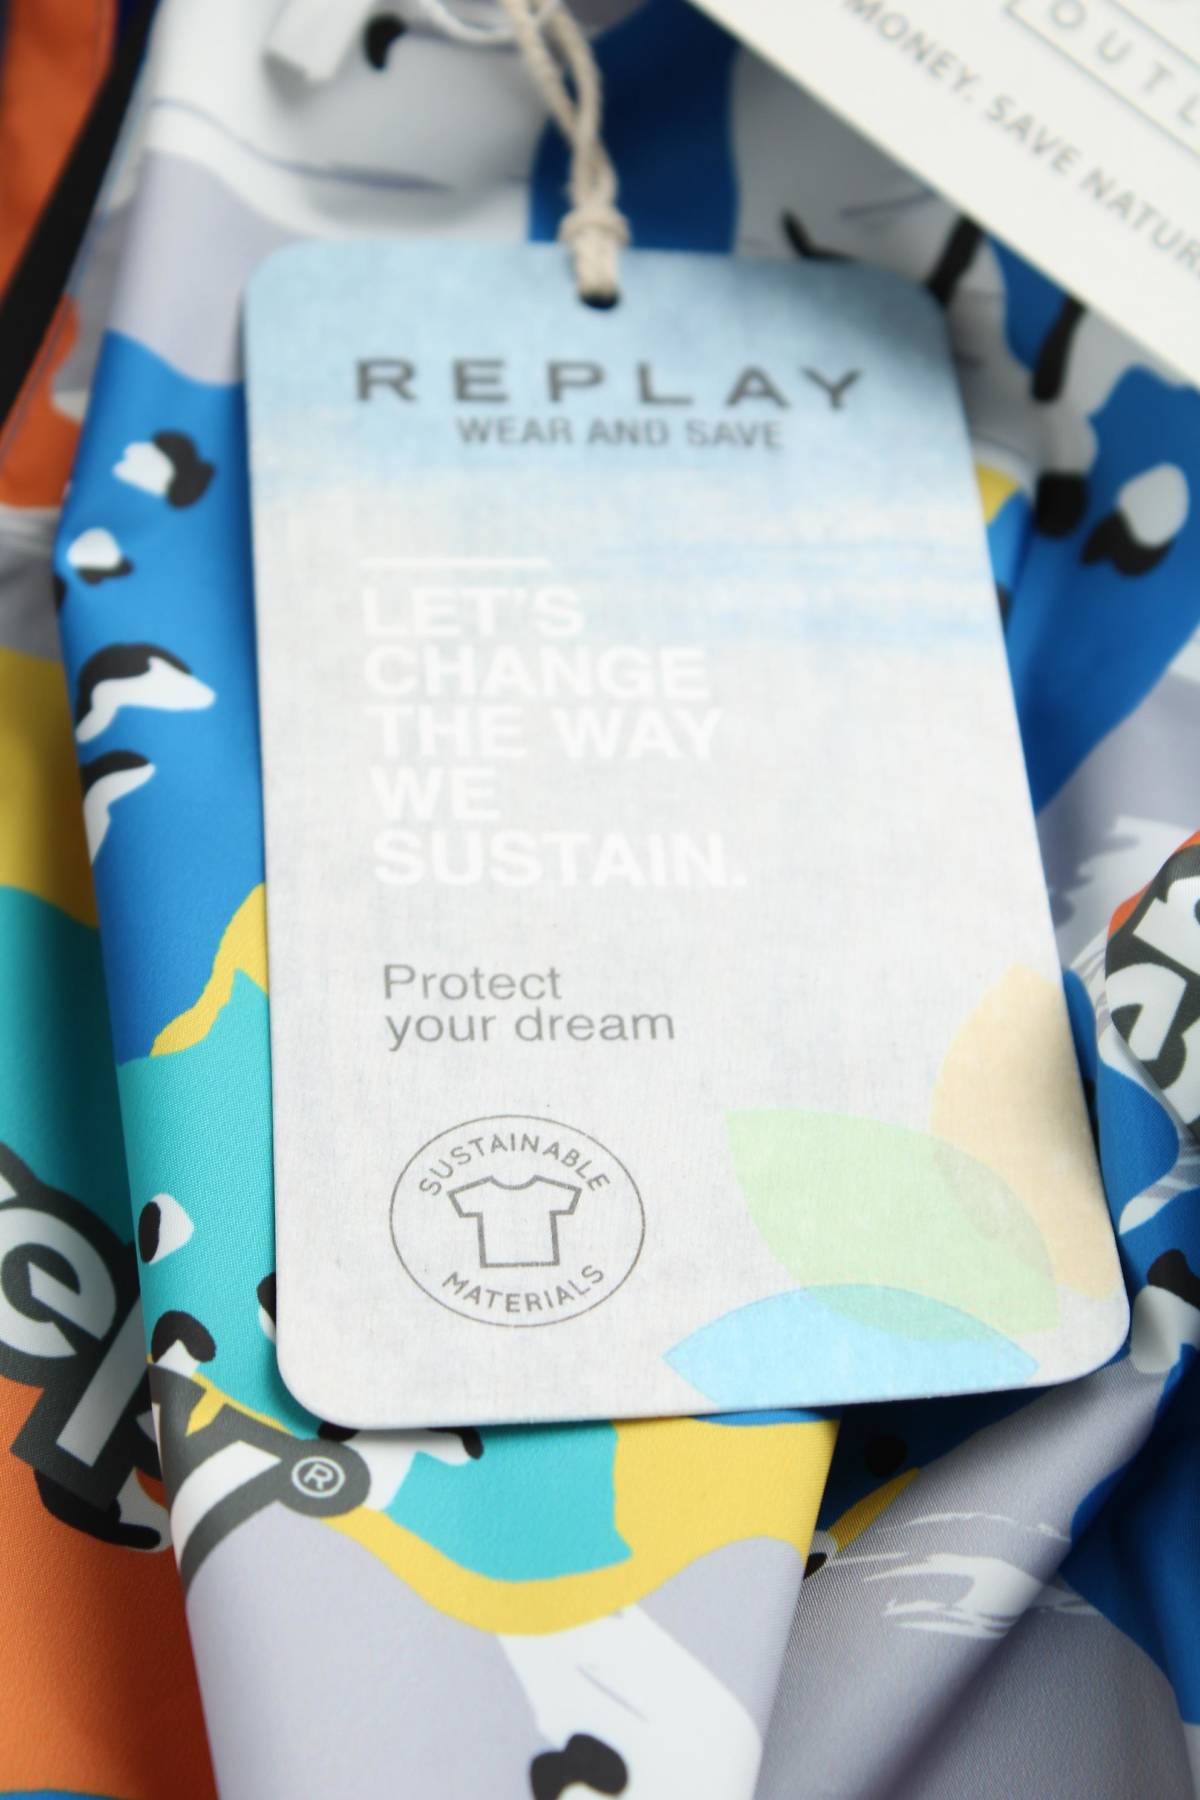 OUTL
MONEY. SAVE NATUR
REPLAY
WEAR AND SAVE
LET'S
CHANGE
THE WAY
WE
SUSTAIN.
Protect
your dream
SUSTAINABLE
MATERIALS
®